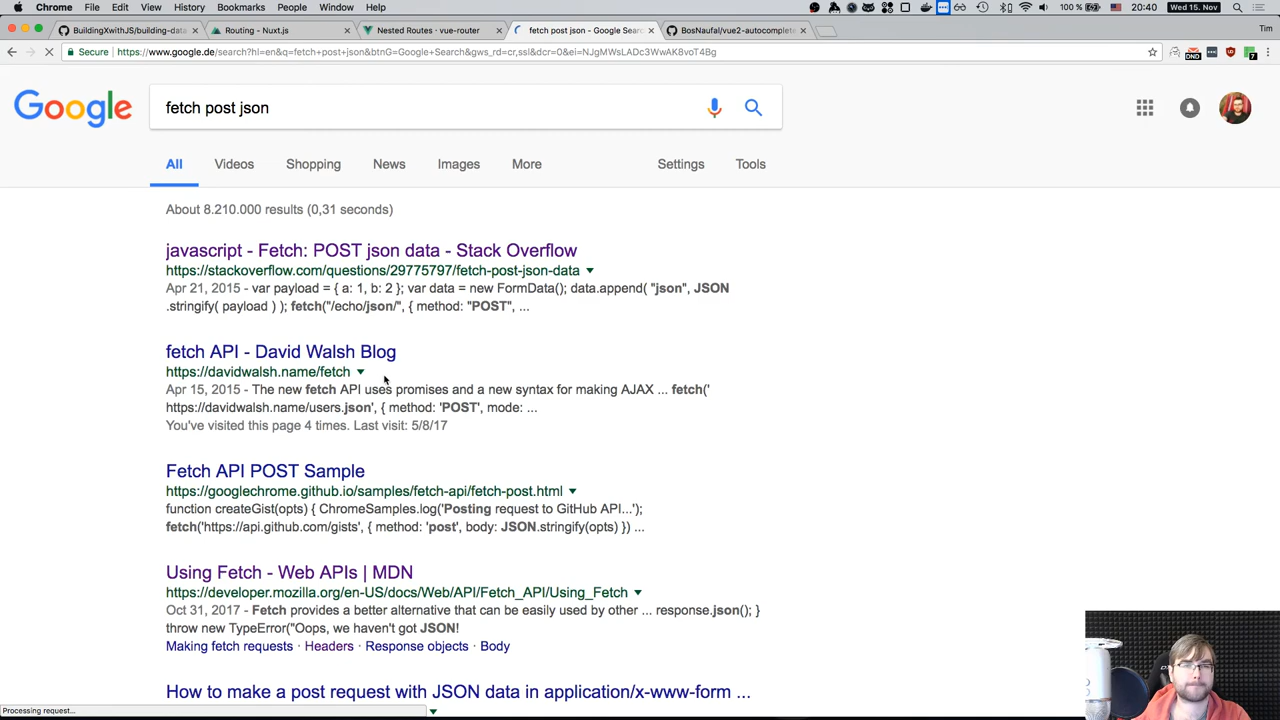 Chrome File Edit View History Bookmarks People Window Help 100 % Wed 15. Nov 20:40
BuildingXwithJS/building-data Routing - Nuxt.js Nested Routes · vue-router fetch post json - Google Sear BosNaufal/vue2-autocomplete Tim
Secure https://www.google.de/search?hl=en&q=fetch+post+json&btnG=Google+Search&gws_rd=cr,ssl&dcr=0&ei=NJgMWsLADc3WwAK8voT4Bg
Google fetch post json
All Videos Shopping News Images More Settings Tools
About 8.210.000 results (0,31 seconds)
javascript - Fetch: POST json data - Stack Overflow
https://stackoverflow.com/questions/29775797/fetch-post-json-data
Apr 21, 2015 - var payload = { a: 1, b: 2 }; var data = new FormData(); data.append( "json", JSON
.stringify( payload ) ); fetch("/echo/json/", { method: "POST", ...
fetch API - David Walsh Blog
https://davidwalsh.name/fetch
Apr 15, 2015 - The new fetch API uses promises and a new syntax for making AJAX ... fetch('
https://davidwalsh.name/users.json', { method: 'POST', mode: ...
You've visited this page 4 times. Last visit: 5/8/17
Fetch API POST Sample
https://googlechrome.github.io/samples/fetch-api/fetch-post.html
function createGist(opts) { ChromeSamples.log('Posting request to GitHub API...');
fetch('https://api.github.com/gists', { method: 'post', body: JSON.stringify(opts) }) ...
Using Fetch - Web APIs | MDN
https://developer.mozilla.org/en-US/docs/Web/API/Fetch_API/Using_Fetch
Oct 31, 2017 - Fetch provides a better alternative that can be easily used by other ... response.json(); }
throw new TypeError("Oops, we haven't got JSON!
Making fetch requests · Headers · Response objects · Body
How to make a post request with JSON data in application/x-www-form ...
Processing request...